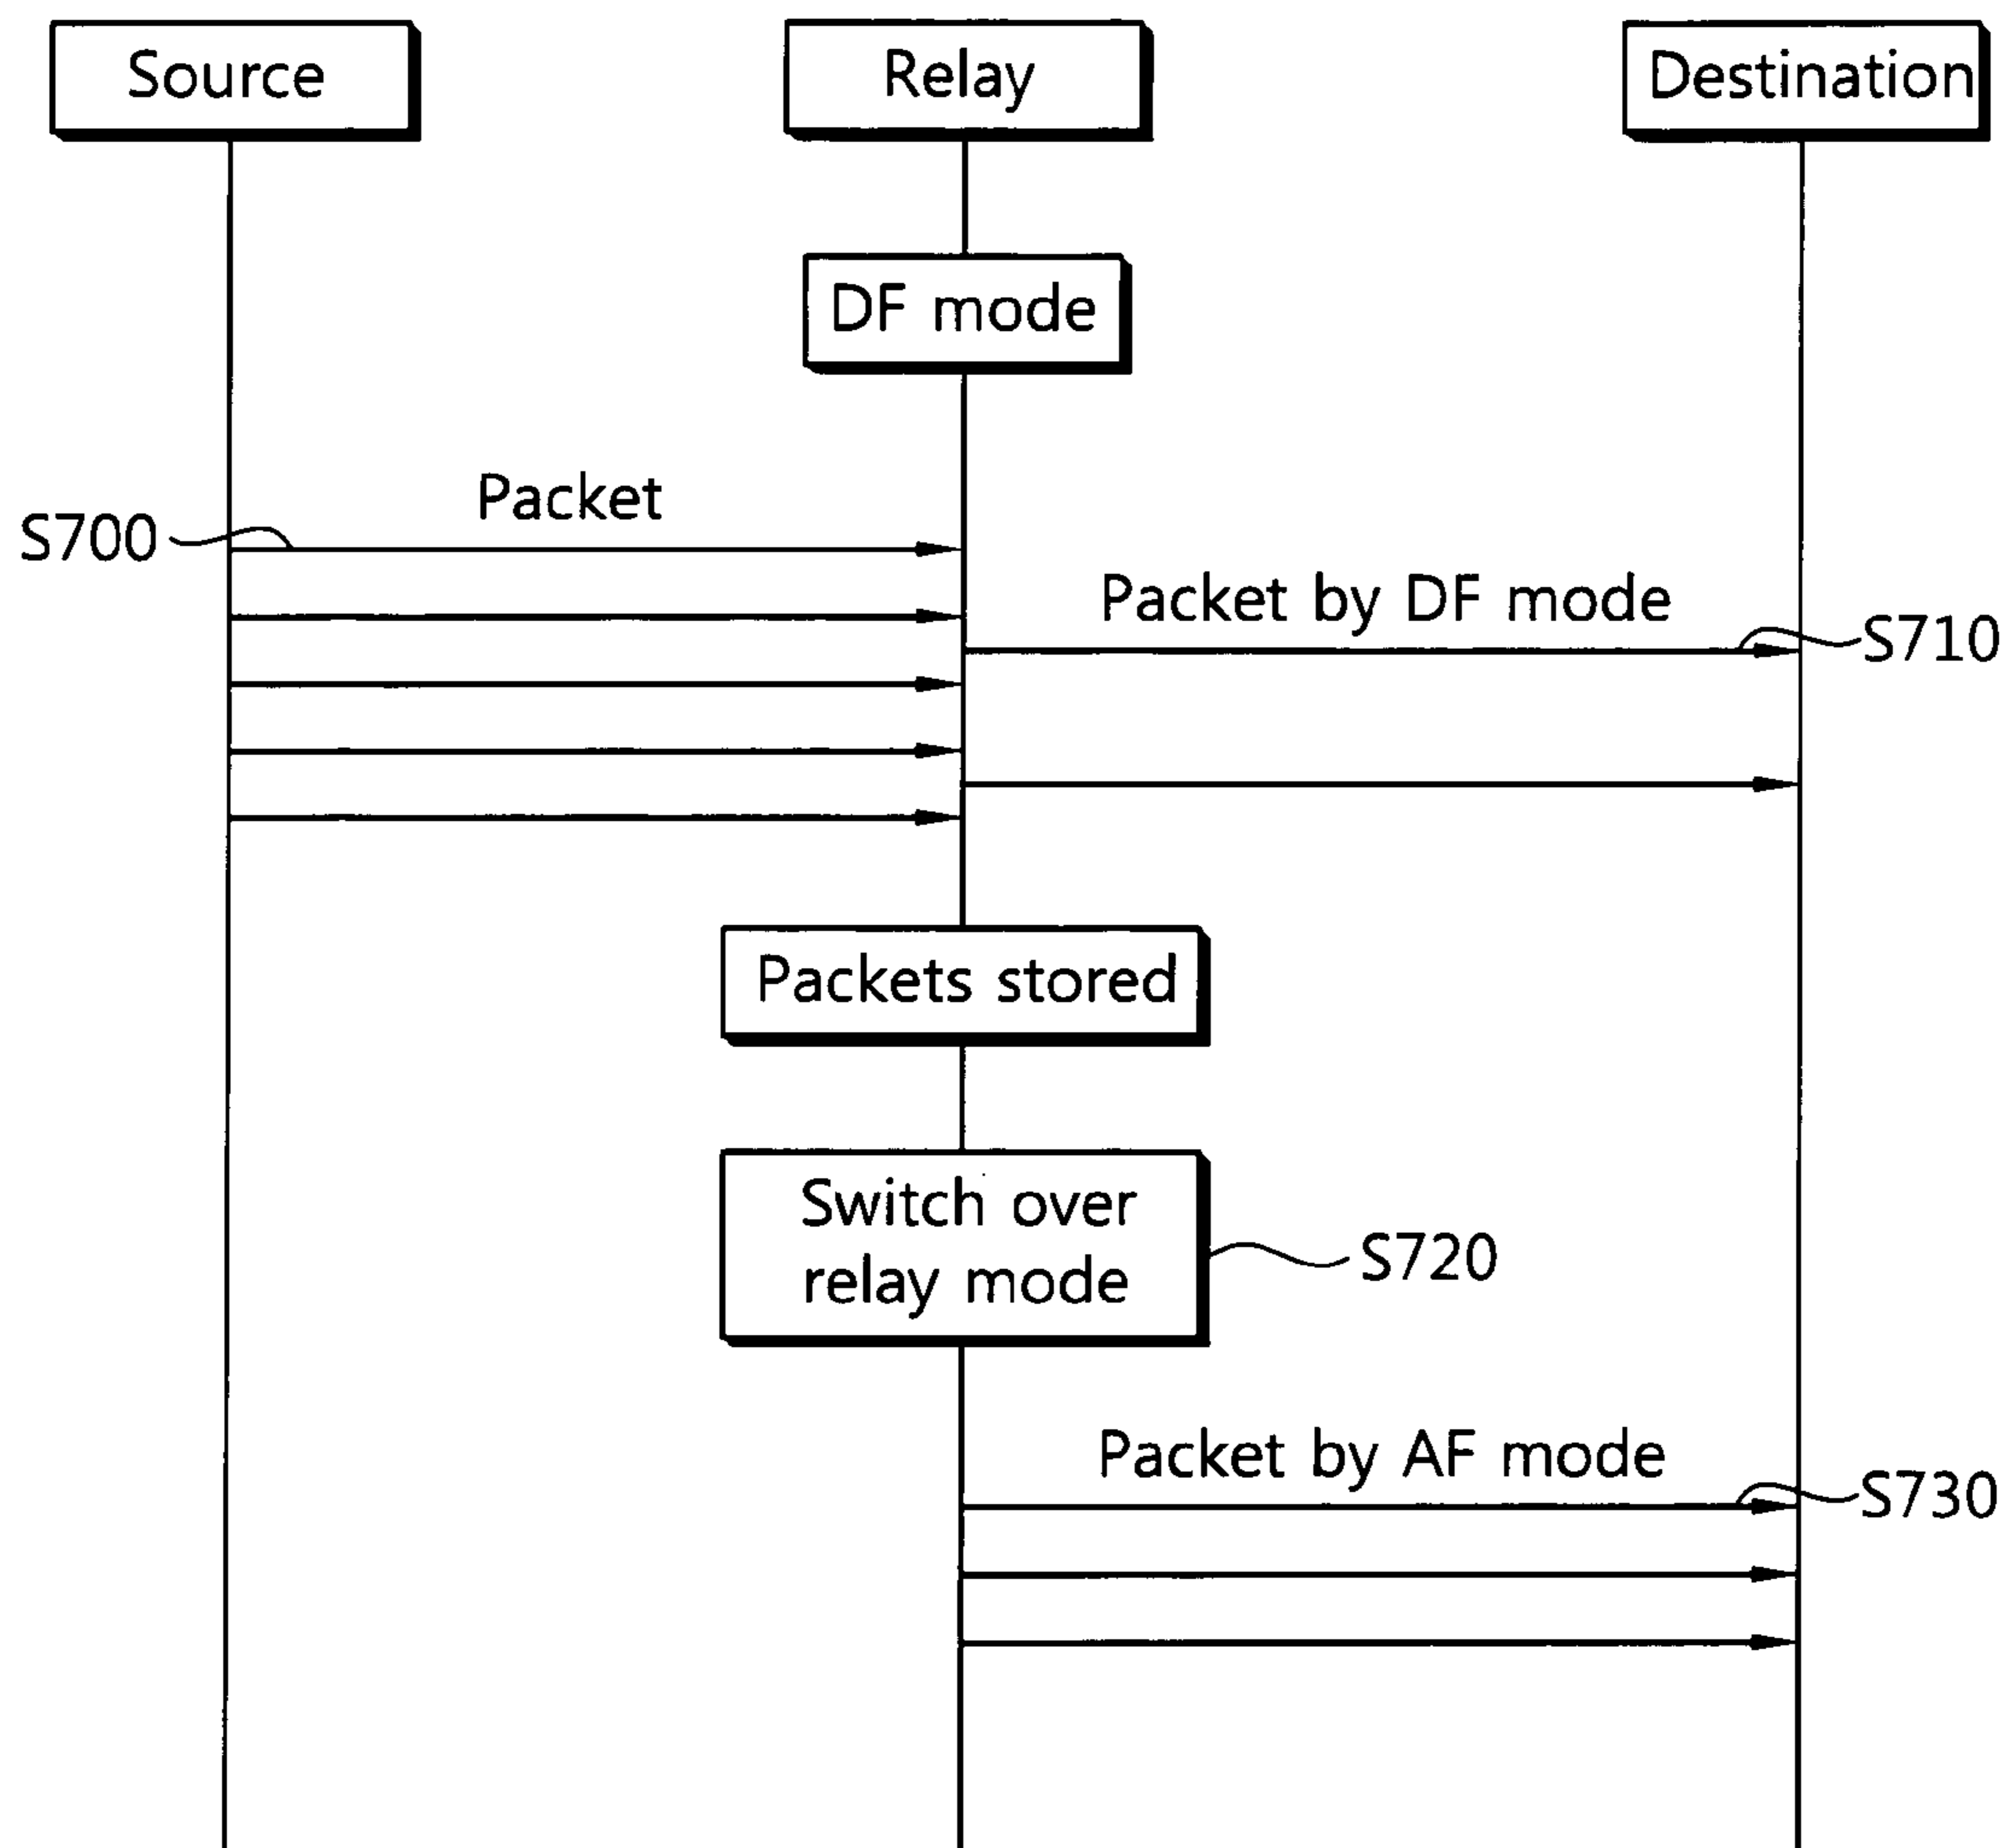 Source
Relay
Destination
DF mode
Packet
S700
Packet by DF mode
S710
Packets stored
Switch over
relay mode
S720
Packet by AF mode
S730